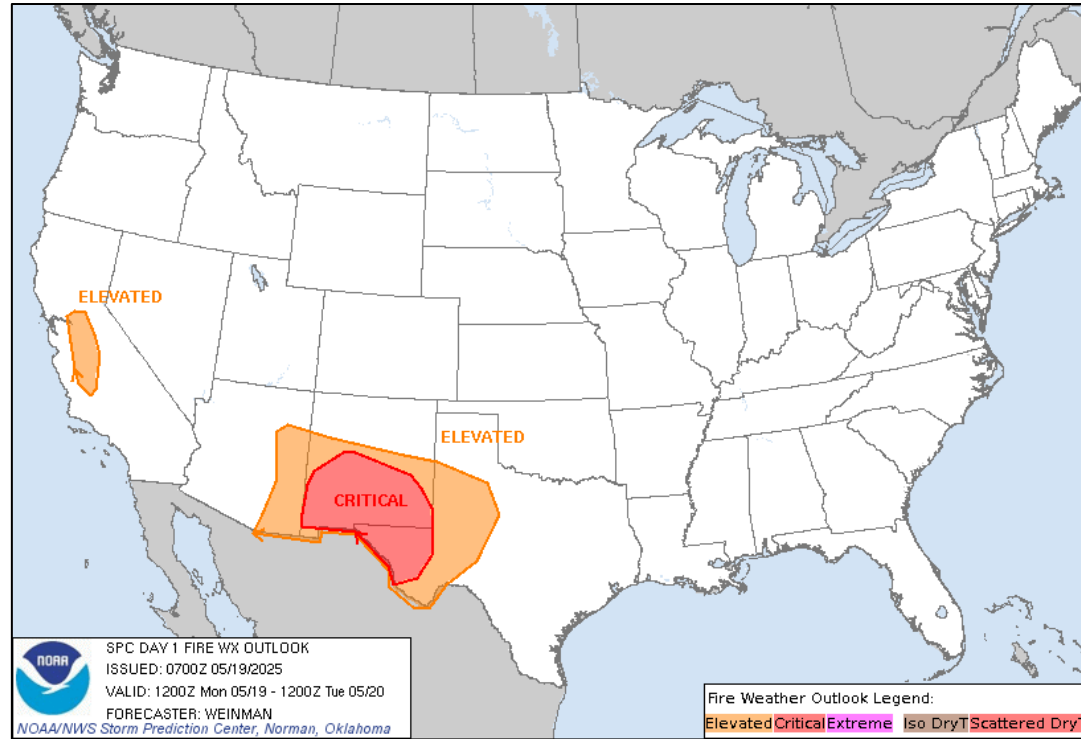 ELEVATED
ELEVATED
CRITICAL
NOAA
SPC DAY 1 FIRE WX OUTLOOK
ISSUED: 0700Z 05/19/2025
VALID: 1200Z Mon 05/19 - 1200Z Tue 05/20
FORECASTER: WEINMAN
NOAA/NWS Storm Prediction Center, Norman, Oklahoma
Fire Weather Outlook Legend:
Elevated Critical Extreme Iso DryT Scattered DryT